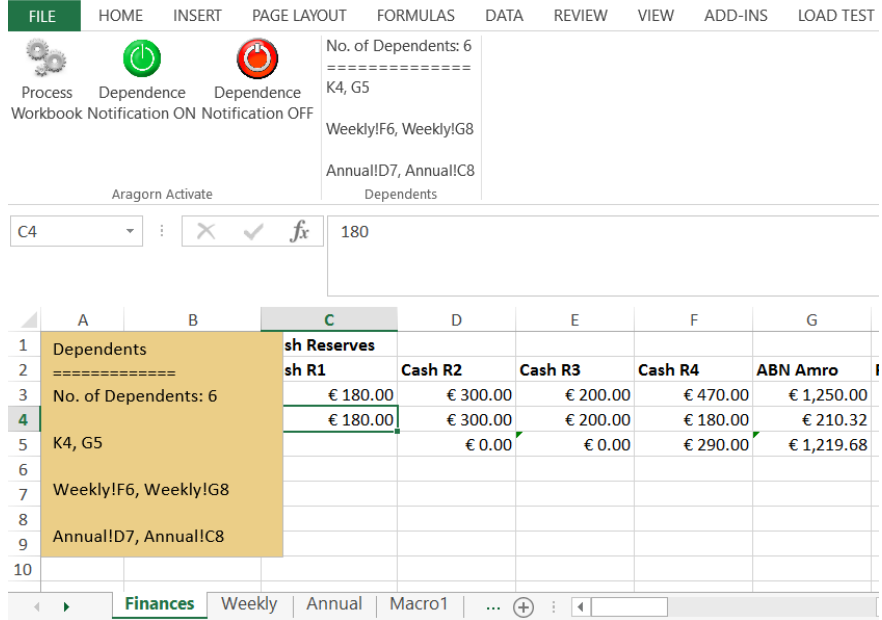 FILE HOME INSERT PAGE LAYOUT FORMULAS DATA REVIEW VIEW ADD-INS LOAD TEST
Process Workbook
Dependence Notification ON
Dependence Notification OFF
Aragorn Activate
No. of Dependents: 6
==============
K4, G5
Weekly!F6, Weekly!G8
Annual!D7, Annual!C8
Dependents
C4 fx 180
A B C D E F G
1 sh Reserves
2 sh R1 Cash R2 Cash R3 Cash R4 ABN Amro
3 € 180.00 € 300.00 € 200.00 € 470.00 € 1,250.00
4 € 180.00 € 300.00 € 200.00 € 180.00 € 210.32
5 € 0.00 € 0.00 € 290.00 € 1,219.68
6
7
8
9
10
Dependents
=============
No. of Dependents: 6
K4, G5
Weekly!F6, Weekly!G8
Annual!D7, Annual!C8
Finances Weekly Annual Macro1 ...